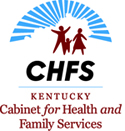 CHFS
KENTUCKY
Cabinet for Health and
Family Services